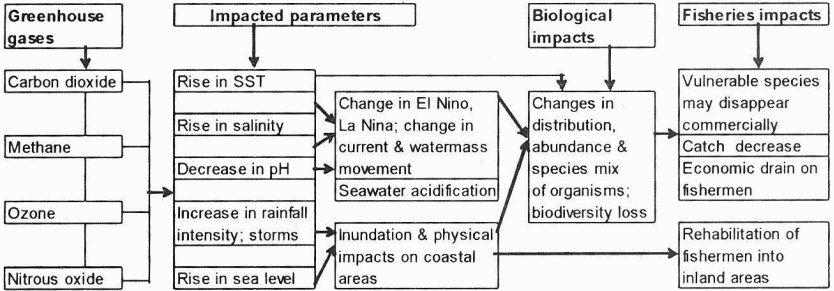 Greenhouse
gases
Impacted parameters
Biological
impacts
Fisheries impacts
Carbon dioxide
Methane
Ozone
Nitrous oxide
Rise in SST
Rise in salinity
Decrease in pH
Increase in rainfall
intensity; storms
Rise in sea level
Change in El Nino,
La Nina; change in
current & watermass
movement
Seawater acidification
Inundation & physical
impacts on coastal
areas
Changes in
distribution,
abundance &
species mix
of organisms;
biodiversity loss
Vulnerable species
may disappear
commercially
Catch decrease
Economic drain on
fishermen
Rehabilitation of
fishermen into
inland areas